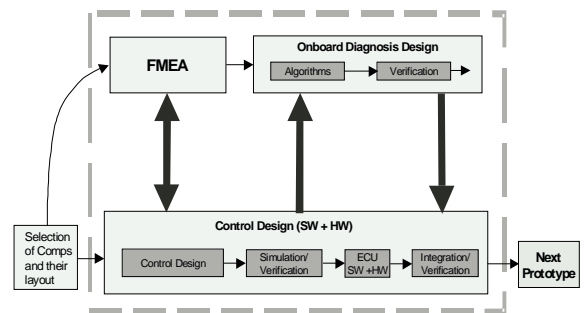 Onboard Diagnosis Design
FMEA
Algorithms
Verification
Control Design (SW + HW)
Selection
of Comps
and their
layout
Control Design
Simulation/
Verification
ECU
SW +HW
Integration/
Verification
Next
Prototype